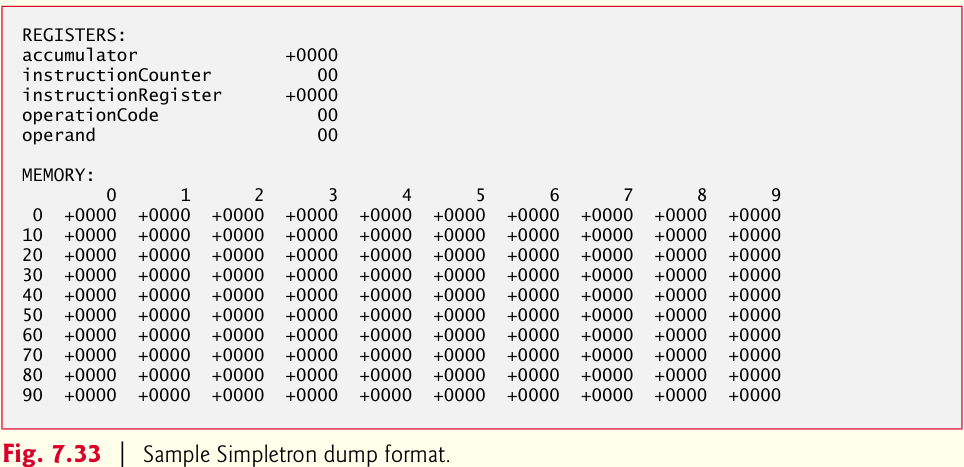 REGISTERS:
accumulator +0000
instructionCounter 00
instructionRegister +0000
operationCode 00
operand 00
MEMORY:
0 1 2 3 4 5 6 7 8 9
0 +0000 +0000 +0000 +0000 +0000 +0000 +0000 +0000 +0000 +0000
10 +0000 +0000 +0000 +0000 +0000 +0000 +0000 +0000 +0000 +0000
20 +0000 +0000 +0000 +0000 +0000 +0000 +0000 +0000 +0000 +0000
30 +0000 +0000 +0000 +0000 +0000 +0000 +0000 +0000 +0000 +0000
40 +0000 +0000 +0000 +0000 +0000 +0000 +0000 +0000 +0000 +0000
50 +0000 +0000 +0000 +0000 +0000 +0000 +0000 +0000 +0000 +0000
60 +0000 +0000 +0000 +0000 +0000 +0000 +0000 +0000 +0000 +0000
70 +0000 +0000 +0000 +0000 +0000 +0000 +0000 +0000 +0000 +0000
80 +0000 +0000 +0000 +0000 +0000 +0000 +0000 +0000 +0000 +0000
90 +0000 +0000 +0000 +0000 +0000 +0000 +0000 +0000 +0000 +0000
Fig. 7.33 | Sample Simpletron dump format.